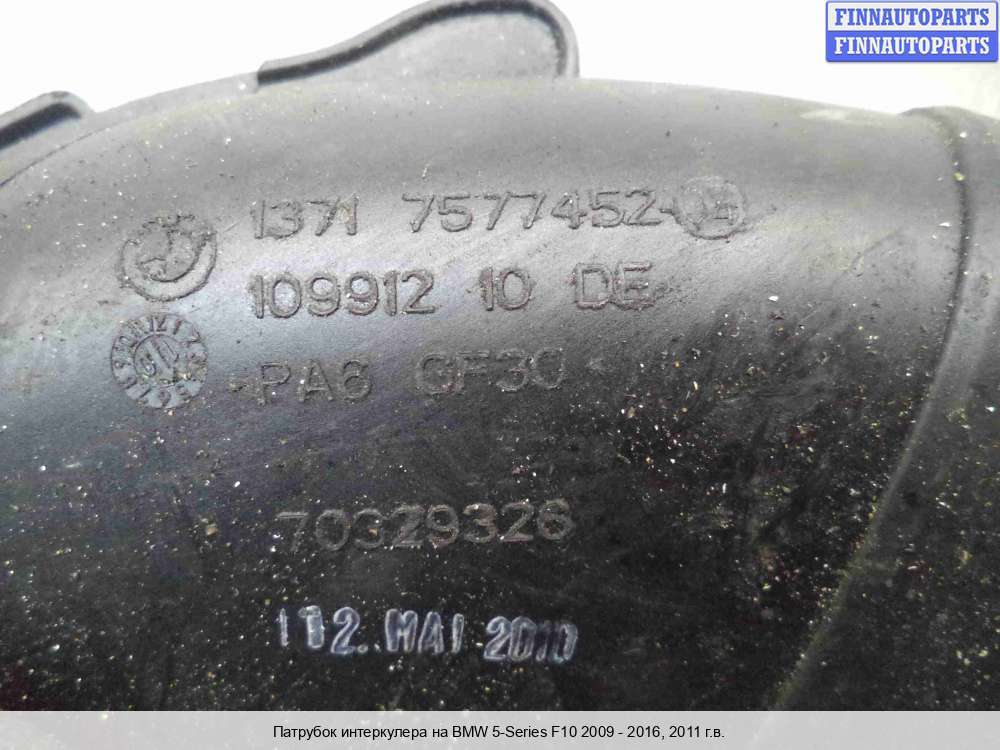 FINNAUTOPARTS
FINNAUTOPARTS
1371 7577452-04
109912 10 DE
PA6 GF30
70329326
12. MAI 2010
Патрубок интеркулера на BMW 5-Series F10 2009 - 2016, 2011 г.в.